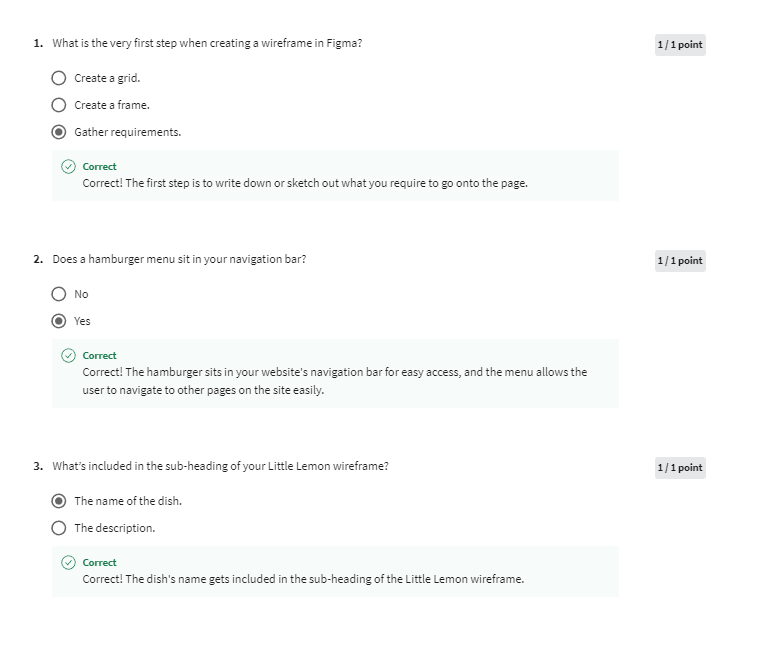 1. What is the very first step when creating a wireframe in Figma?
1 / 1 point
Create a grid.
Create a frame.
Gather requirements.
Correct
Correct! The first step is to write down or sketch out what you require to go onto the page.
2. Does a hamburger menu sit in your navigation bar?
1 / 1 point
No
Yes
Correct
Correct! The hamburger sits in your website's navigation bar for easy access, and the menu allows the
user to navigate to other pages on the site easily.
3. What's included in the sub-heading of your Little Lemon wireframe?
1 / 1 point
The name of the dish.
The description.
Correct
Correct! The dish's name gets included in the sub-heading of the Little Lemon wireframe.